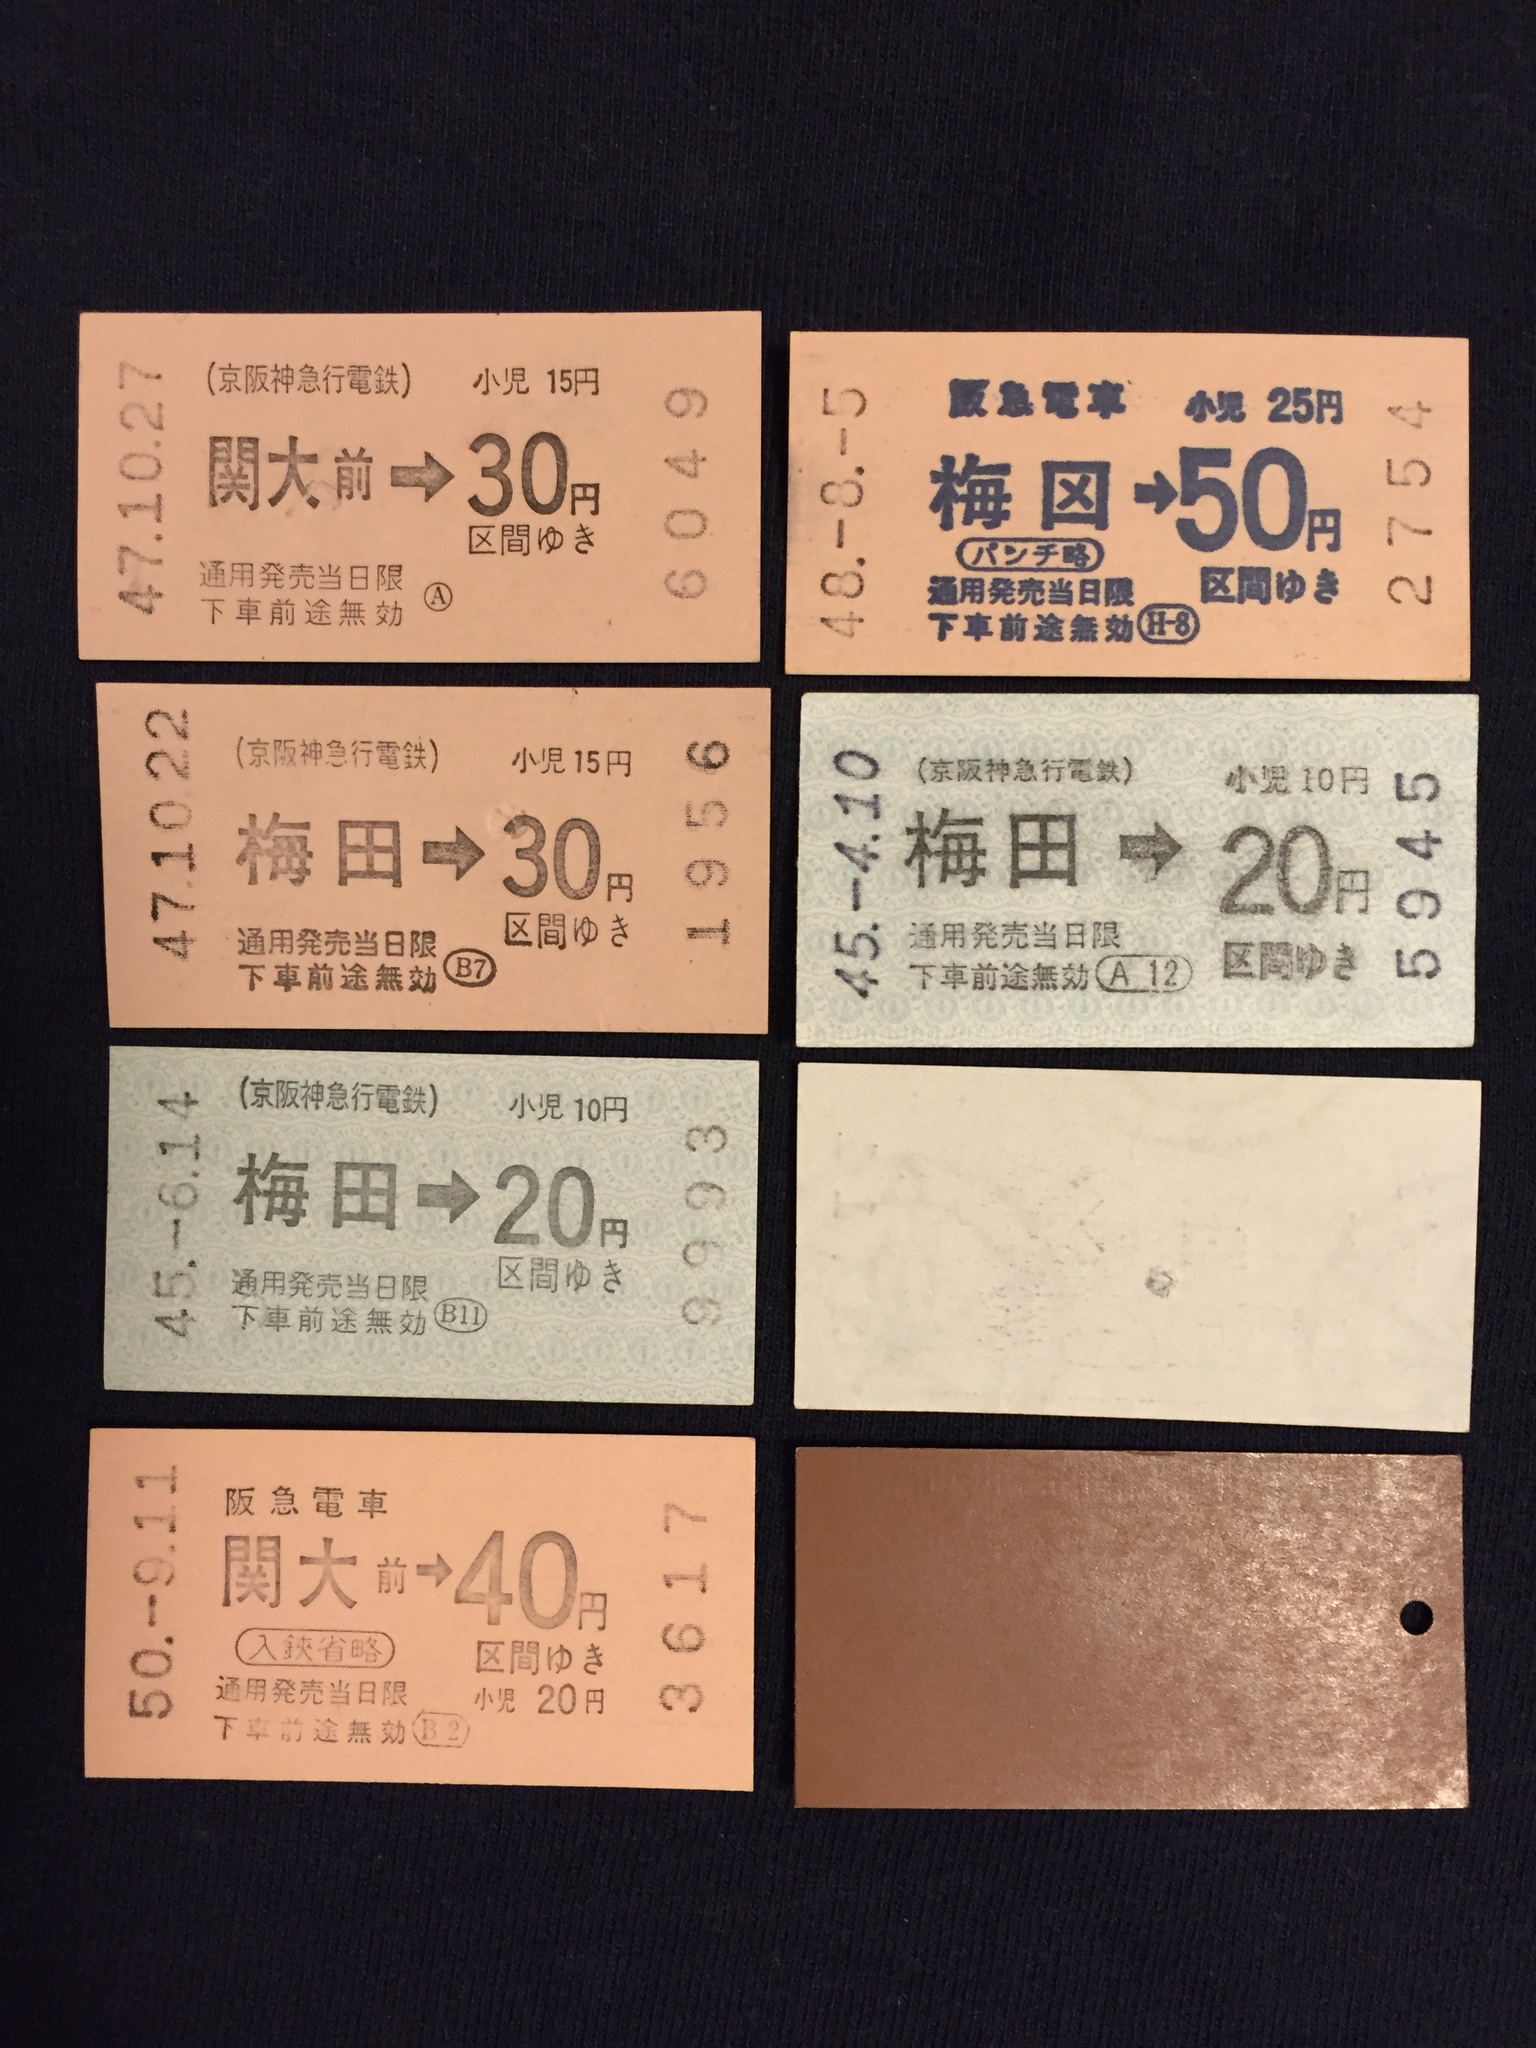 47.10.27
(京阪神急行電鉄) 小児 15円
関大前➡30円
区間ゆき
通用発売当日限
下車前途無効 Ⓐ
6049
48.-8.-5
阪急電車 小児 25円
梅田➡50円
パンチ略
通用発売当日限 区間ゆき
下車前途無効 H-8
2754
47.10.22
(京阪神急行電鉄) 小児 15円
梅田➡30円
区間ゆき
通用発売当日限
下車前途無効 B7
1956
45.-4.10
(京阪神急行電鉄) 小児 10円
梅田➡20円
通用発売当日限
下車前途無効 A 12 区間ゆき
5945
45.-6.14
(京阪神急行電鉄) 小児 10円
梅田➡20円
区間ゆき
通用発売当日限
下車前途無効 B11
9993
50.-9.11
阪急電車
関大前➡40円
入鋏省略 区間ゆき
通用発売当日限 小児 20円
下車前途無効 B2
3617